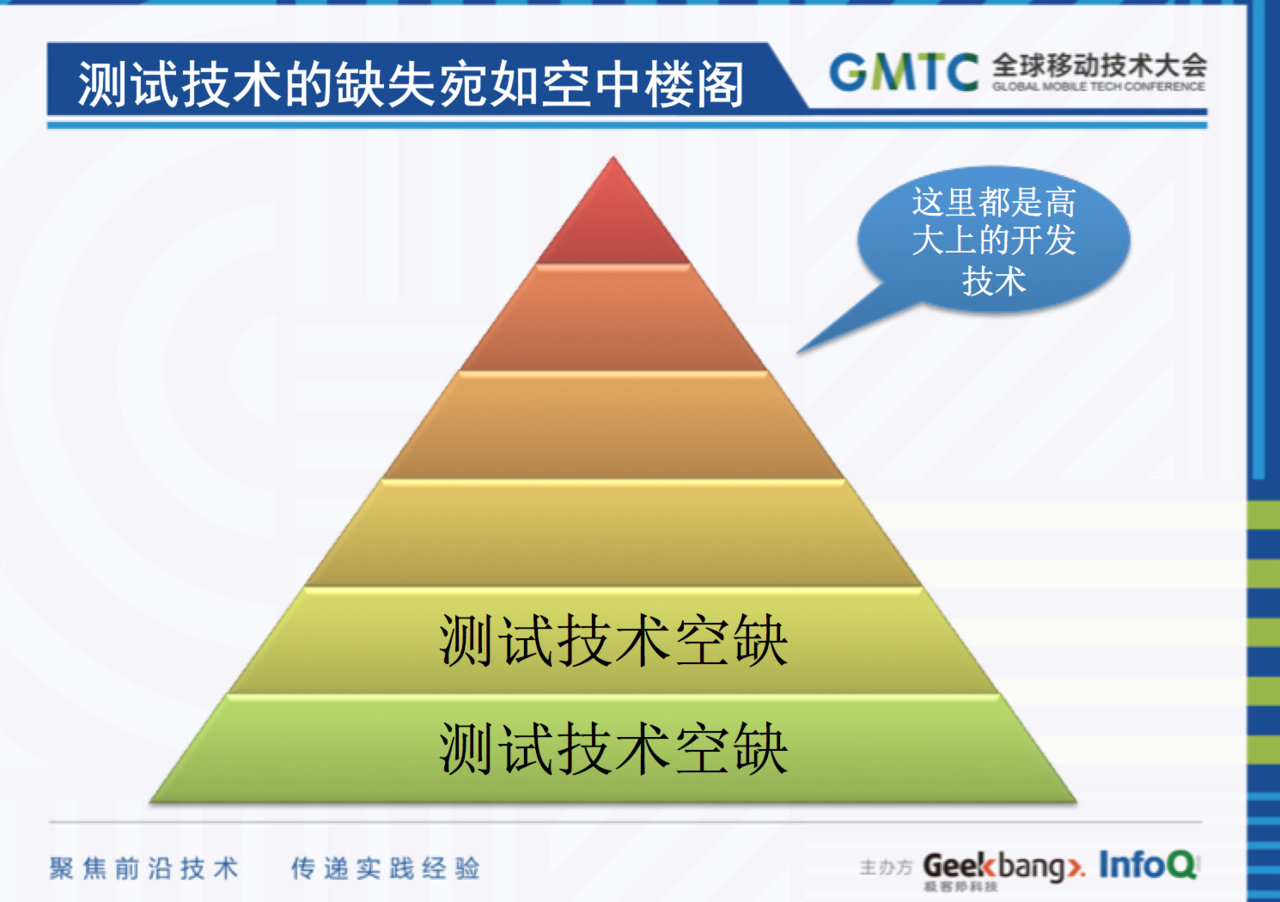 测试技术的缺失宛如空中楼阁
GMTC 全球移动技术大会
GLOBAL MOBILE TECH CONFERENCE
这里都是高
大上的开发
技术
测试技术空缺
测试技术空缺
聚焦前沿技术 传递实践经验
主办方 Geekbang InfoQ
极客邦科技